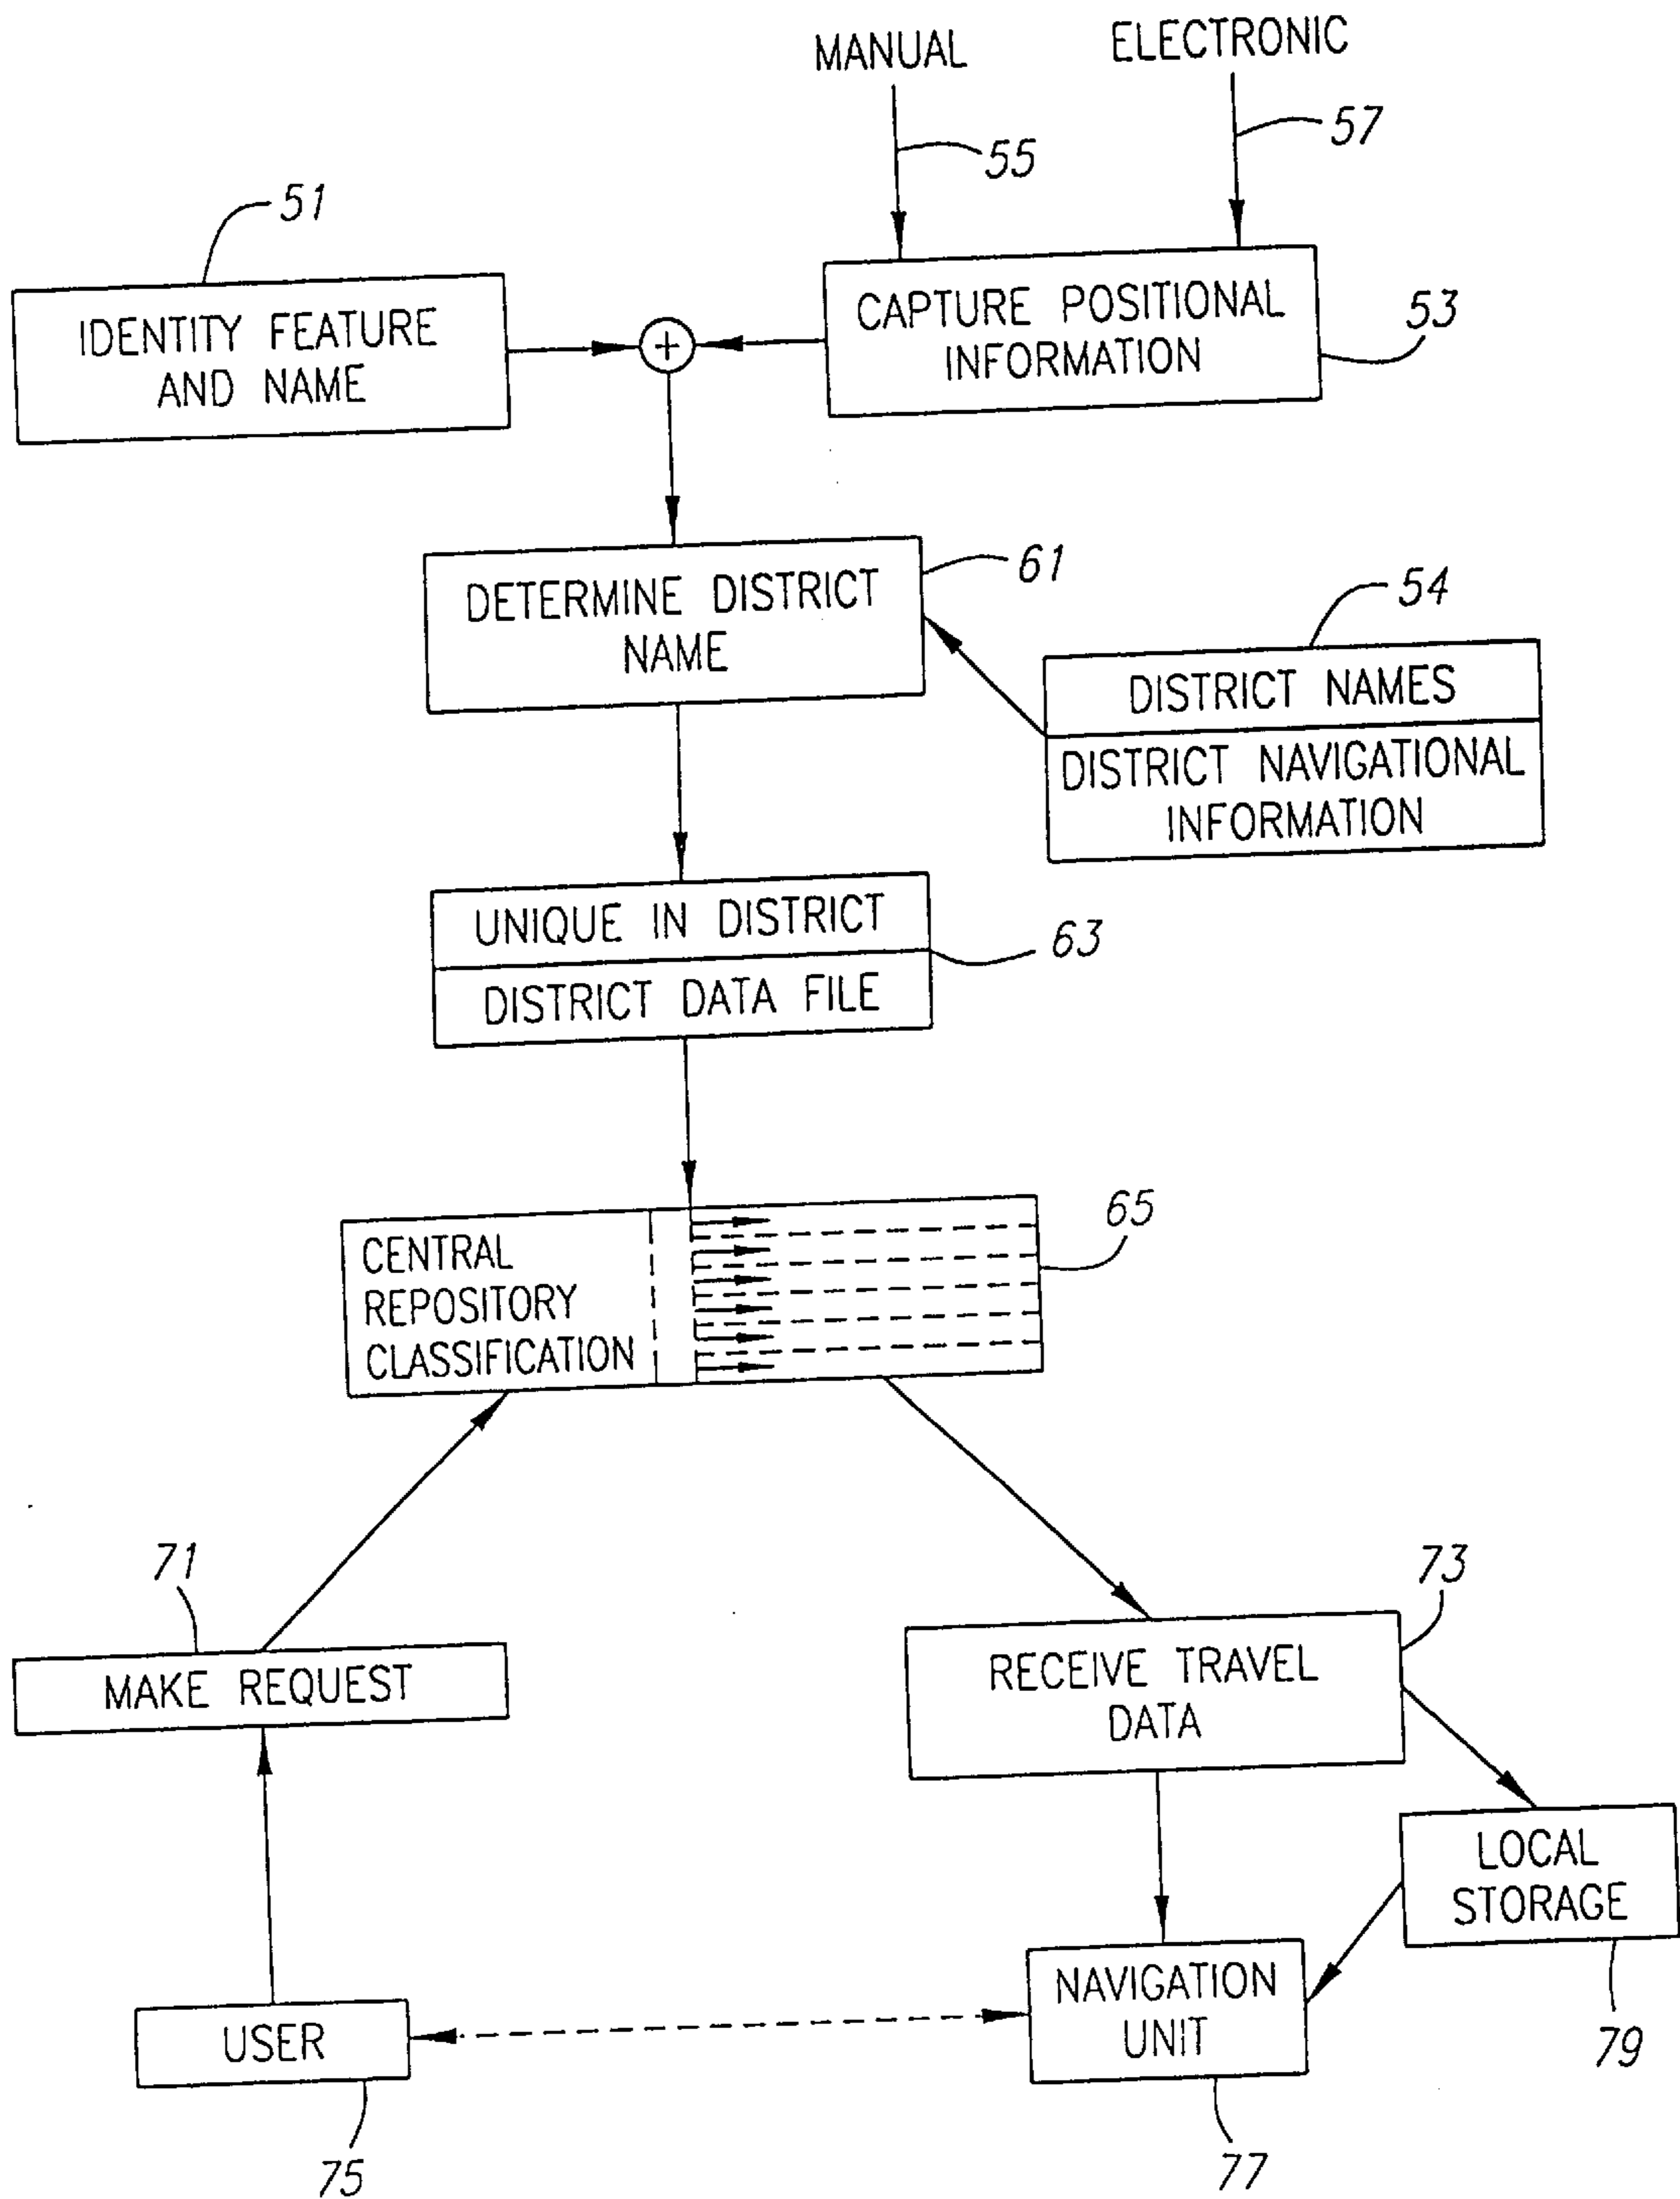 MANUAL
ELECTRONIC
55
57
51
IDENTITY FEATURE
AND NAME
CAPTURE POSITIONAL
INFORMATION
53
+
DETERMINE DISTRICT
NAME
61
54
DISTRICT NAMES
DISTRICT NAVIGATIONAL
INFORMATION
UNIQUE IN DISTRICT
DISTRICT DATA FILE
63
CENTRAL
REPOSITORY
CLASSIFICATION
65
71
MAKE REQUEST
73
RECEIVE TRAVEL
DATA
LOCAL
STORAGE
79
USER
75
NAVIGATION
UNIT
77